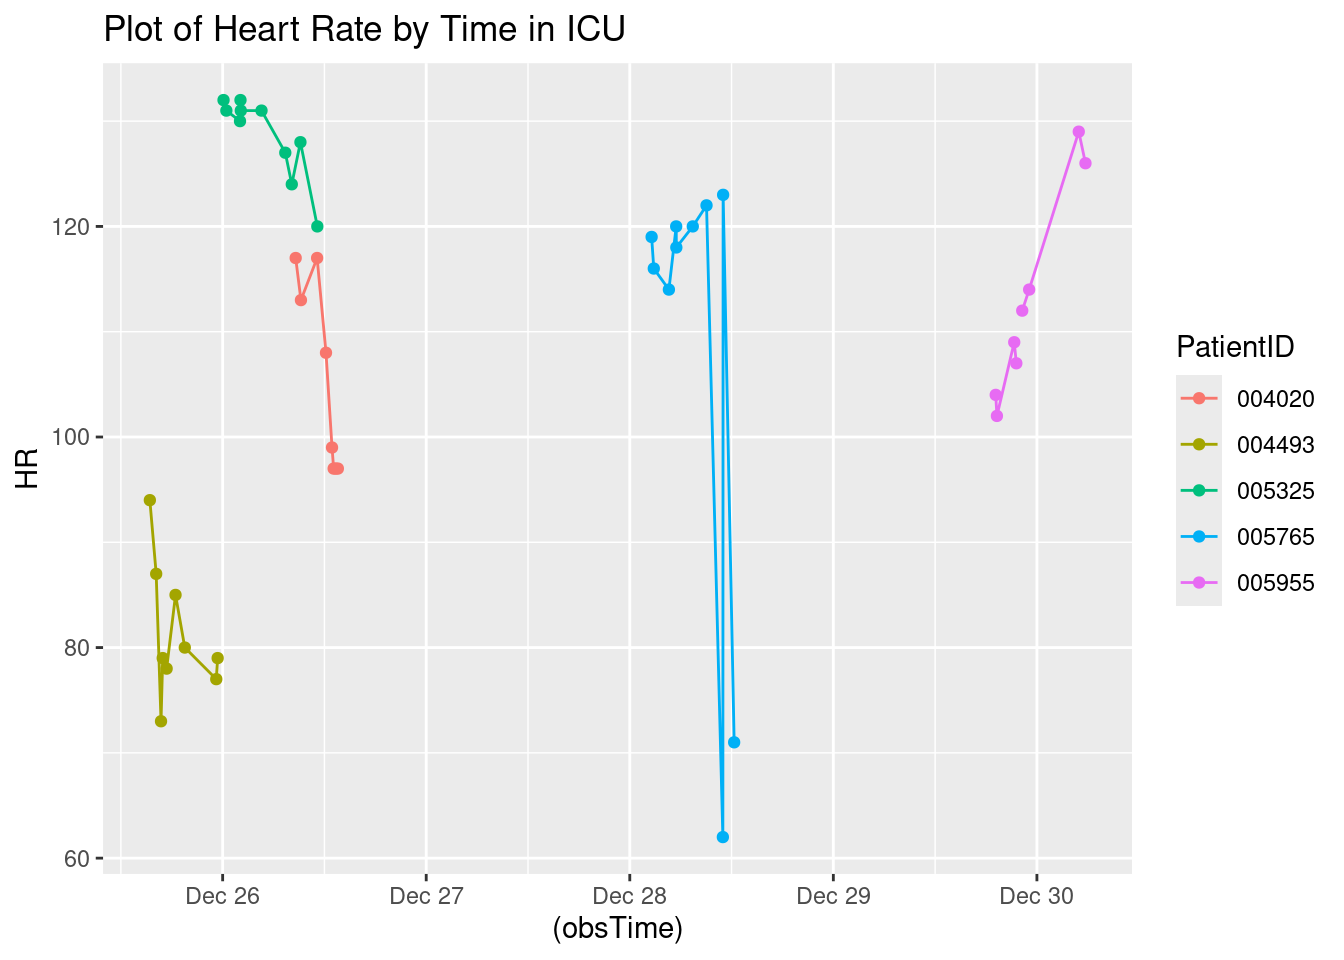 Plot of Heart Rate by Time in ICU
HR
120
100
80
60
Dec 26
Dec 27
Dec 28
Dec 29
Dec 30
(obsTime)
PatientID
004020
004493
005325
005765
005955